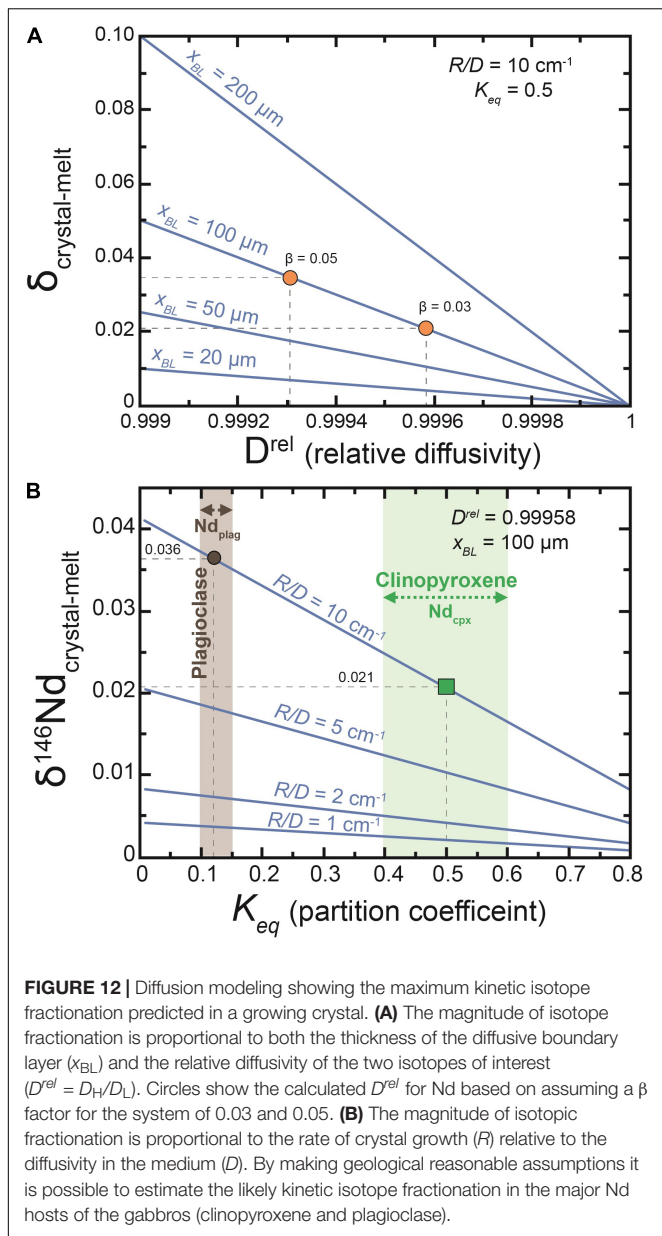 A
0.10
0.08
0.06
0.04
0.02
0
δcrystal-melt
R/D = 10 cm⁻¹
Keq = 0.5
xBL = 200 µm
xBL = 100 µm
β = 0.05
β = 0.03
xBL = 50 µm
xBL = 20 µm
0.999 0.9992 0.9994 0.9996 0.9998 1
Dʳᵉˡ (relative diffusivity)
B
0.04
0.03
0.02
0.01
0
δ¹⁴⁶Ndcrystal-melt
Ndplag
Dʳᵉˡ = 0.99958
xBL = 100 µm
0.036
Plagioclase
Clinopyroxene
Ndcpx
R/D = 10 cm⁻¹
0.021
R/D = 5 cm⁻¹
R/D = 2 cm⁻¹
R/D = 1 cm⁻¹
0 0.1 0.2 0.3 0.4 0.5 0.6 0.7 0.8
Keq (partition coefficeint)
FIGURE 12 | Diffusion modeling showing the maximum kinetic isotope
fractionation predicted in a growing crystal. (A) The magnitude of isotope
fractionation is proportional to both the thickness of the diffusive boundary
layer (xBL) and the relative diffusivity of the two isotopes of interest
(Dʳᵉˡ = DH/DL). Circles show the calculated Dʳᵉˡ for Nd based on assuming a β
factor for the system of 0.03 and 0.05. (B) The magnitude of isotopic
fractionation is proportional to the rate of crystal growth (R) relative to the
diffusivity in the medium (D). By making geological reasonable assumptions it
is possible to estimate the likely kinetic isotope fractionation in the major Nd
hosts of the gabbros (clinopyroxene and plagioclase).